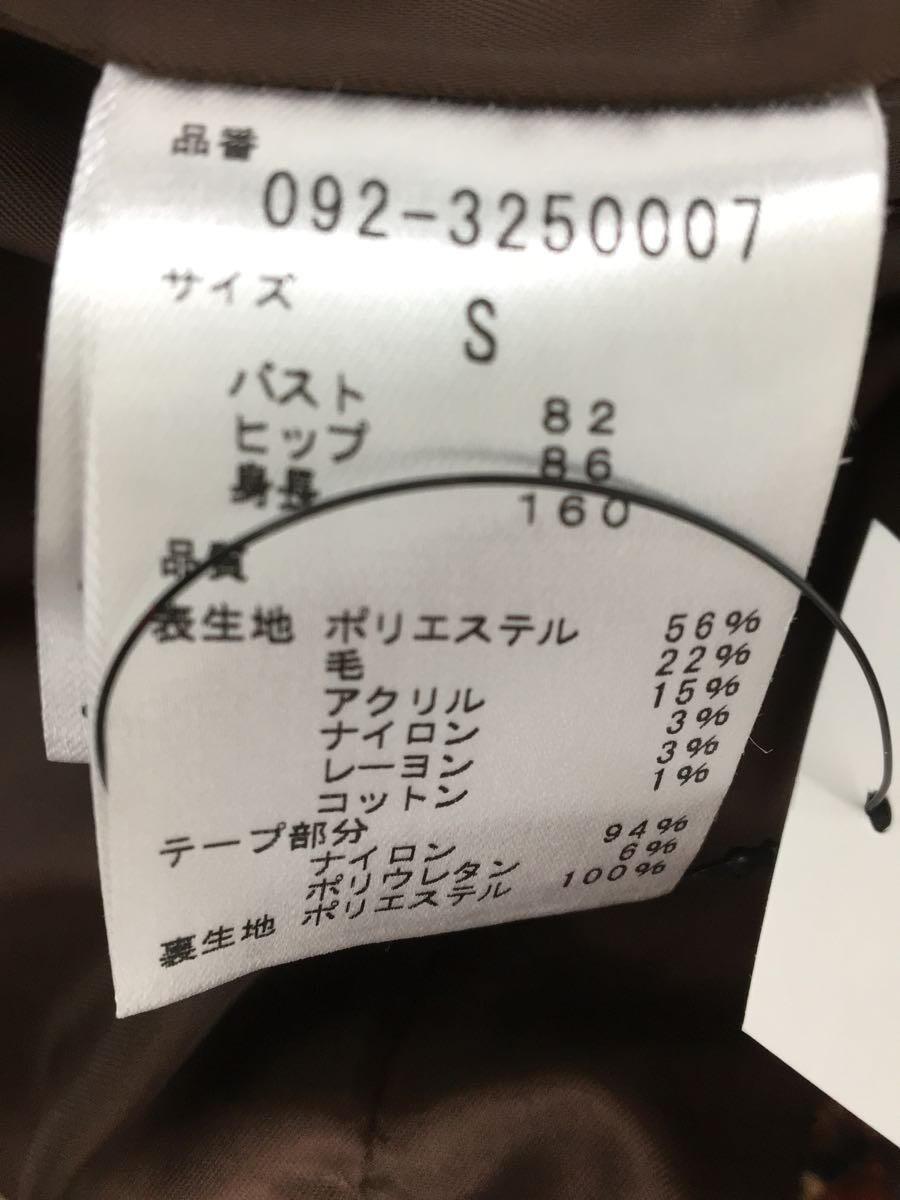 品番
092-3250007
サイズ
S
バスト 82
ヒップ 86
身長 160
品質
表生地 ポリエステル 56%
毛 22%
アクリル 15%
ナイロン 3%
レーヨン 3%
コットン 1%
テープ部分
ナイロン 94%
ポリウレタン 6%
裏生地 ポリエステル 100%